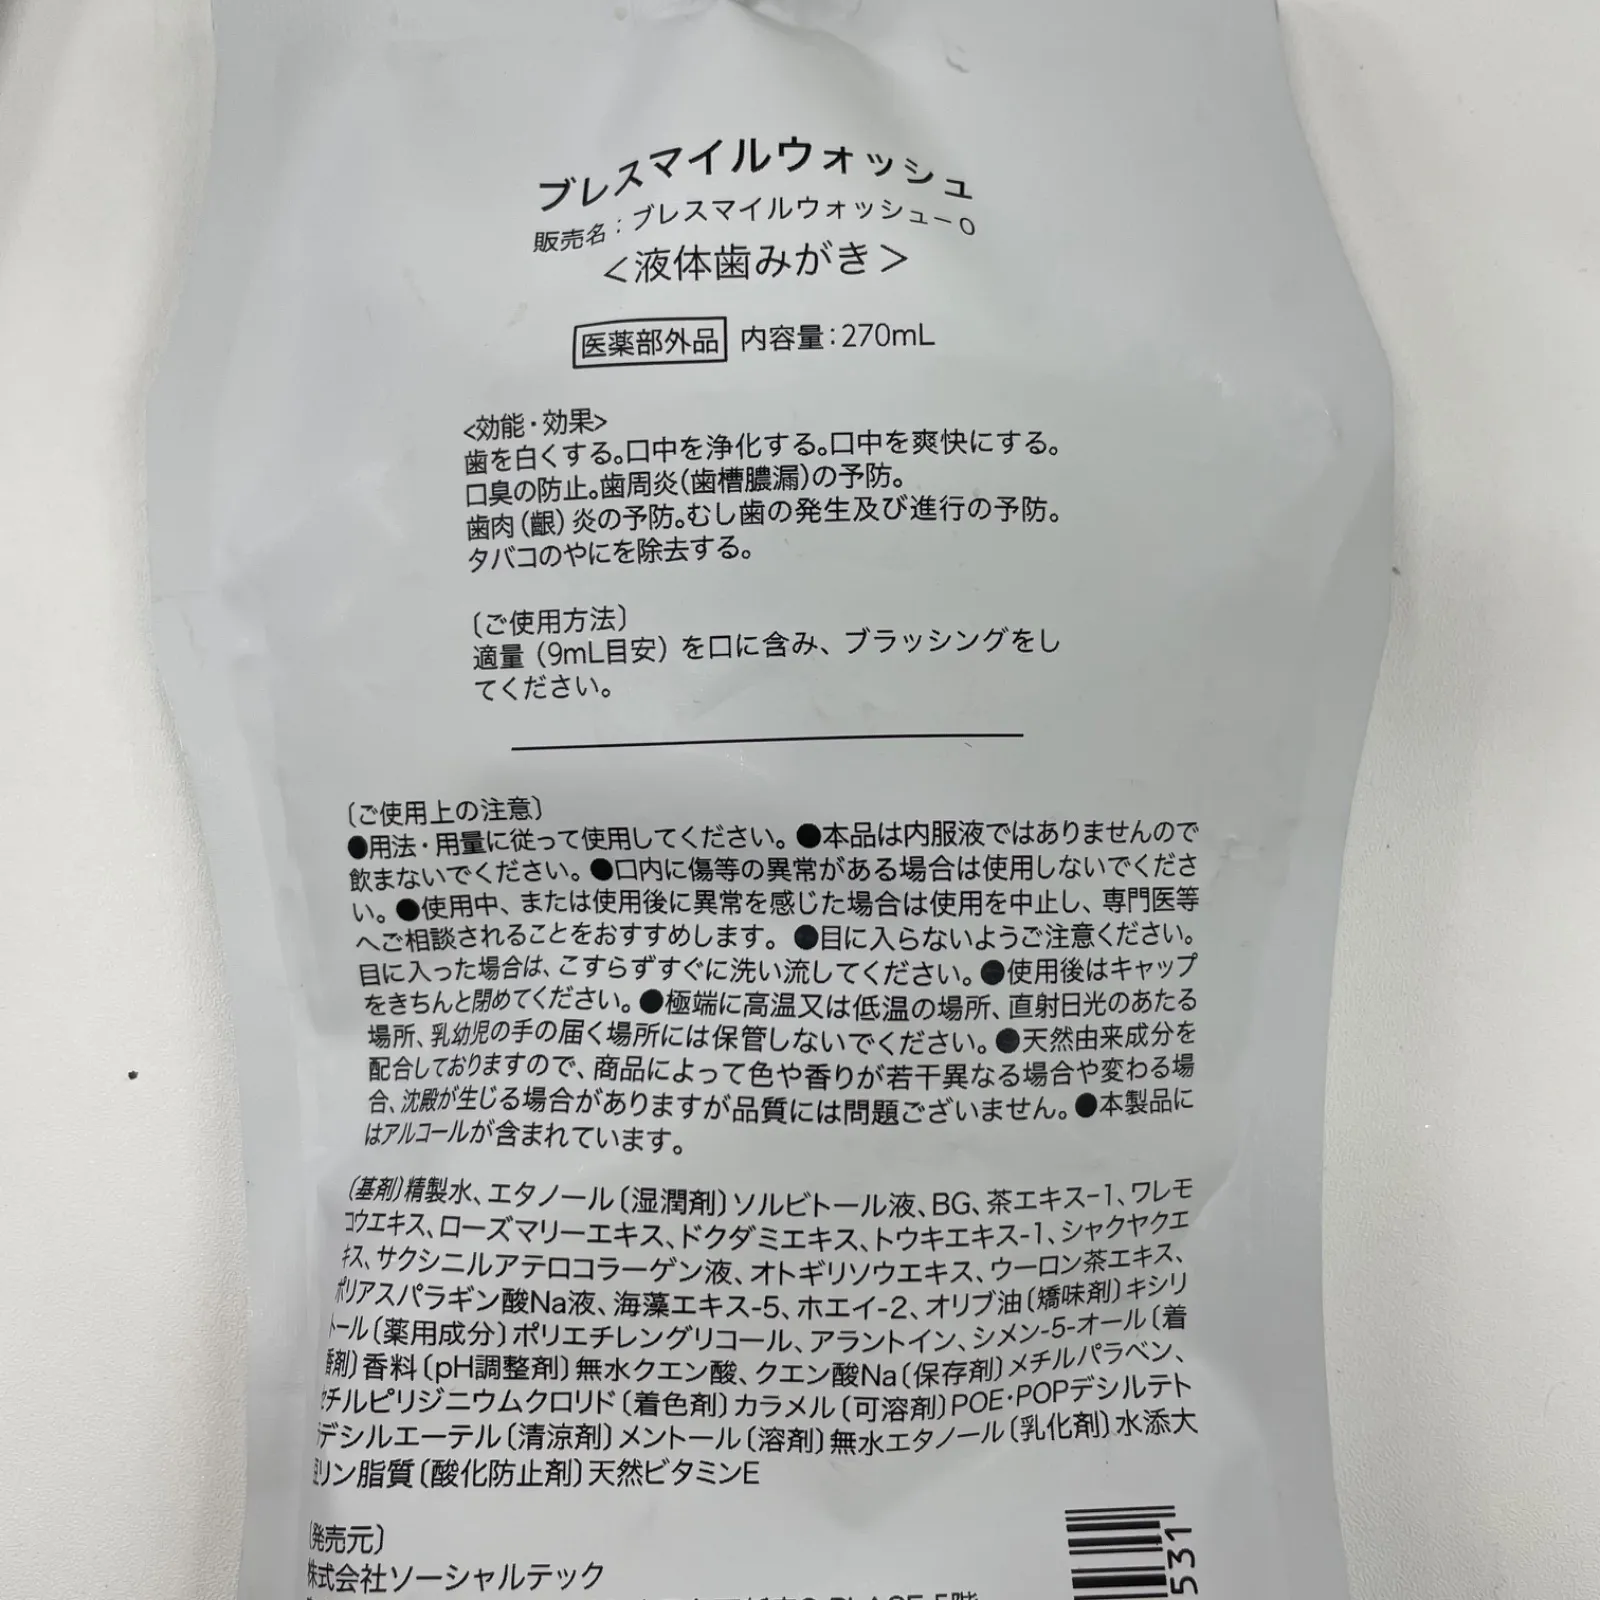 ブレスマイルウォッシュ
販売名：ブレスマイルウォッシュ－O
＜液体歯みがき＞
医薬部外品 内容量：270mL
<効能・効果>
歯を白くする。口中を浄化する。口中を爽快にする。
口臭の防止。歯周炎(歯槽膿漏)の予防。
歯肉(齦)炎の予防。むし歯の発生及び進行の予防。
タバコのやにを除去する。
〔ご使用方法〕
適量（9mL目安）を口に含み、ブラッシングをし
てください。
〔ご使用上の注意〕
●用法・用量に従って使用してください。●本品は内服液ではありませんので
飲まないでください。●口内に傷等の異常がある場合は使用しないでくださ
い。●使用中、または使用後に異常を感じた場合は使用を中止し、専門医等
へご相談されることをおすすめします。●目に入らないようご注意ください。
目に入った場合は、こすらずすぐに洗い流してください。●使用後はキャップ
をきちんと閉めてください。●極端に高温又は低温の場所、直射日光のあたる
場所、乳幼児の手の届く場所には保管しないでください。●天然由来成分を
配合しておりますので、商品によって色や香りが若干異なる場合や変わる場
合、沈殿が生じる場合がありますが品質には問題ございません。●本製品に
はアルコールが含まれています。
〔基剤〕精製水、エタノール〔湿潤剤〕ソルビトール液、BG、茶エキス-1、ワレモ
コウエキス、ローズマリーエキス、ドクダミエキス、トウキエキス-1、シャクヤクエ
キス、サクシニルアテロコラーゲン液、オトギリソウエキス、ウーロン茶エキス、
ポリアスパラギン酸Na液、海藻エキス-5、ホエイ-2、オリブ油〔矯味剤〕キシリ
トール〔薬用成分〕ポリエチレングリコール、アラントイン、シメン-5-オール〔着
香剤〕香料〔pH調整剤〕無水クエン酸、クエン酸Na〔保存剤〕メチルパラベン、
セチルピリジニウムクロリド〔着色剤〕カラメル〔可溶剤〕POE・POPデシルテト
ラデシルエーテル〔清涼剤〕メントール〔溶剤〕無水エタノール〔乳化剤〕水添大
豆リン脂質〔酸化防止剤〕天然ビタミンE
〔発売元〕
株式会社ソーシャルテック
PLACE 5階
531